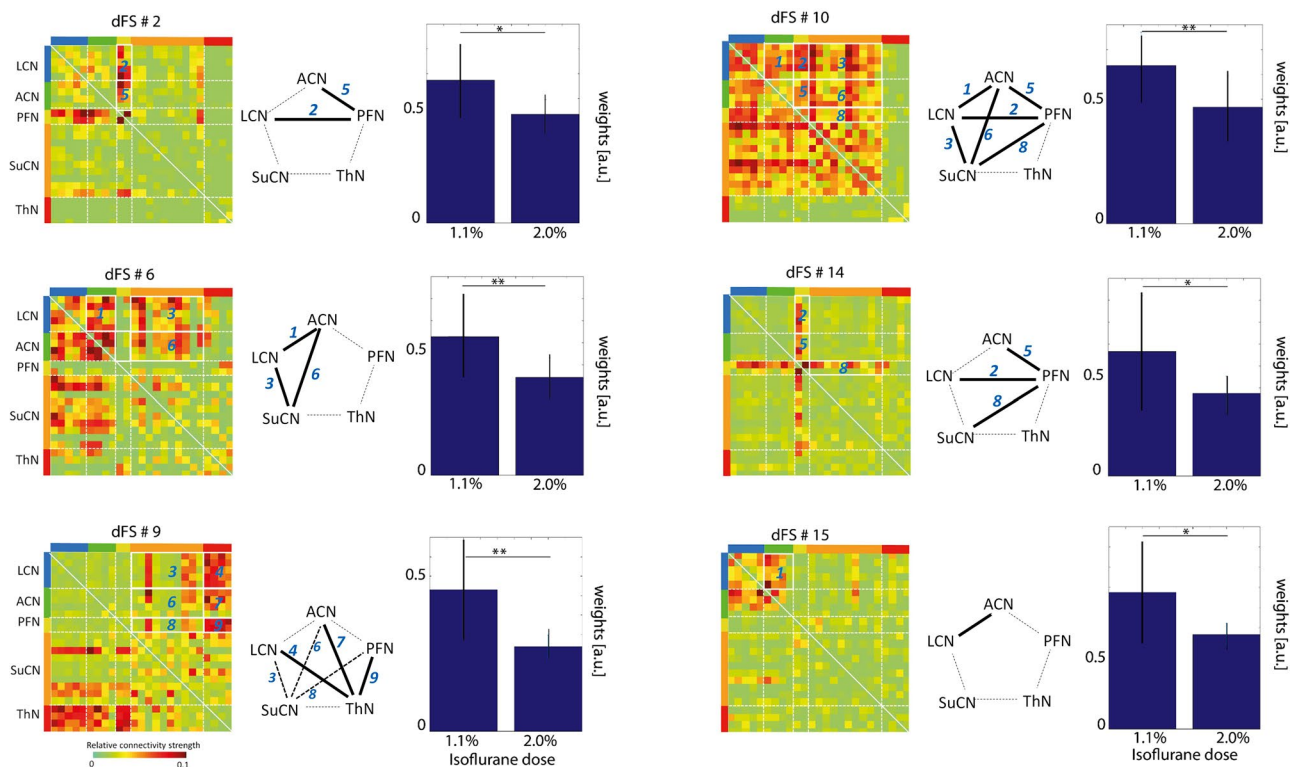 dFS # 2
LCN
ACN
PFN
SuCN
ThN
2
5
ACN
5
LCN
2
PFN
SuCN
ThN
*
0.5
0
1.1%
2.0%
weights [a.u.]
dFS # 10
1
2
3
5
6
8
ACN
1
5
LCN
2
PFN
3
6
8
SuCN
ThN
**
0.5
0
1.1%
2.0%
weights [a.u.]
dFS # 6
LCN
ACN
PFN
SuCN
ThN
1
3
6
ACN
1
LCN
PFN
3
6
SuCN
ThN
**
0.5
0
1.1%
2.0%
weights [a.u.]
dFS # 14
2
5
8
ACN
5
LCN
2
PFN
8
SuCN
ThN
*
0.5
0
1.1%
2.0%
weights [a.u.]
dFS # 9
LCN
ACN
PFN
SuCN
ThN
3
4
6
7
8
9
Relative connectivity strength
0
0.1
ACN
LCN
4
6
7
PFN
3
8
9
SuCN
ThN
**
0.5
0
1.1%
2.0%
Isoflurane dose
weights [a.u.]
dFS # 15
1
ACN
LCN
PFN
SuCN
ThN
*
0.5
0
1.1%
2.0%
Isoflurane dose
weights [a.u.]